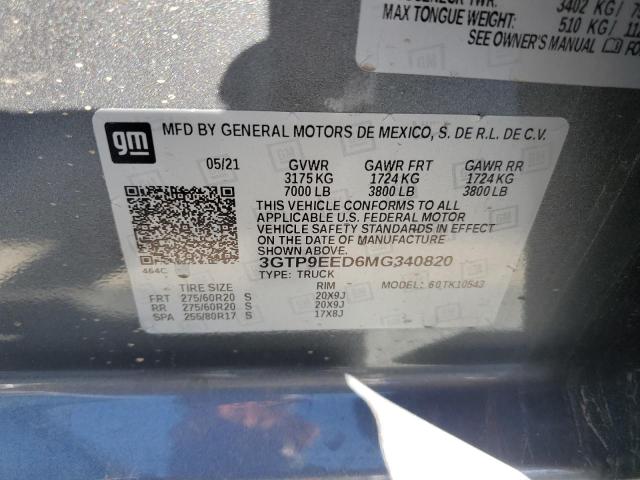 3402 KG /
MAX TONGUE WEIGHT: 510 KG /
SEE OWNER'S MANUAL
gm
MFD BY GENERAL MOTORS DE MEXICO, S. DE R.L. DE C.V.
05/21 GVWR GAWR FRT GAWR RR
3175 KG 1724 KG 1724 KG
7000 LB 3800 LB 3800 LB
THIS VEHICLE CONFORMS TO ALL
APPLICABLE U.S. FEDERAL MOTOR
VEHICLE SAFETY STANDARDS IN EFFECT
ON THE DATE OF MANUFACTURE
SHOWN ABOVE.
464C 3GTP9EED6MG340820
TYPE: TRUCK MODEL: 60TK10543
TIRE SIZE RIM
FRT 275/60R20 S 20X9J
RR 275/60R20 S 20X9J
SPA 255/80R17 S 17X8J